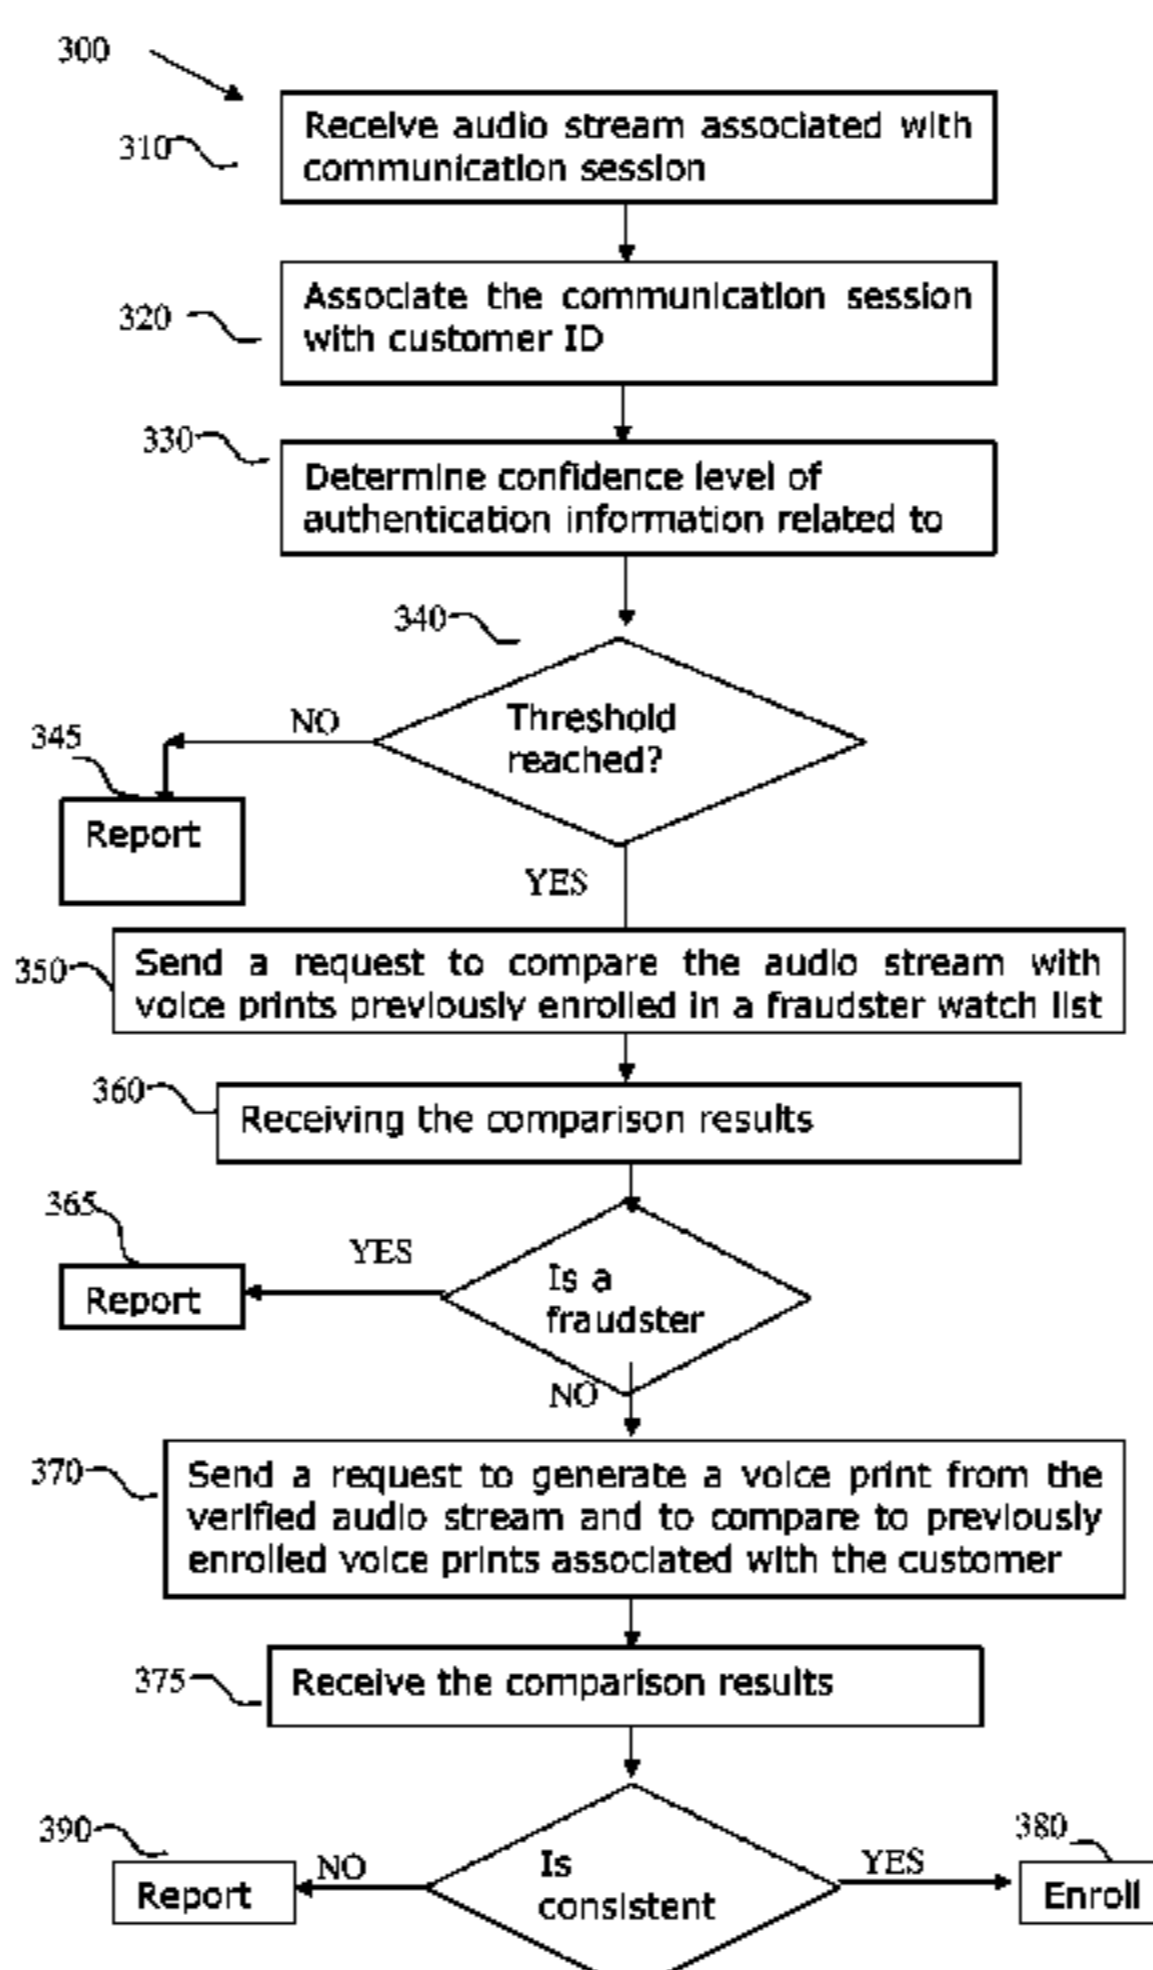 300
310
Receive audio stream associated with
communication session
320
Associate the communication session
with customer ID
330
Determine confidence level of
authentication information related to
340
Threshold
reached?
NO
345
Report
YES
350
Send a request to compare the audio stream with
voice prints previously enrolled in a fraudster watch list
360
Receiving the comparison results
365
YES
Report
Is a
fraudster
NO
370
Send a request to generate a voice print from the
verified audio stream and to compare to previously
enrolled voice prints associated with the customer
375
Receive the comparison results
390
NO
Report
Is
consistent
YES
380
Enroll